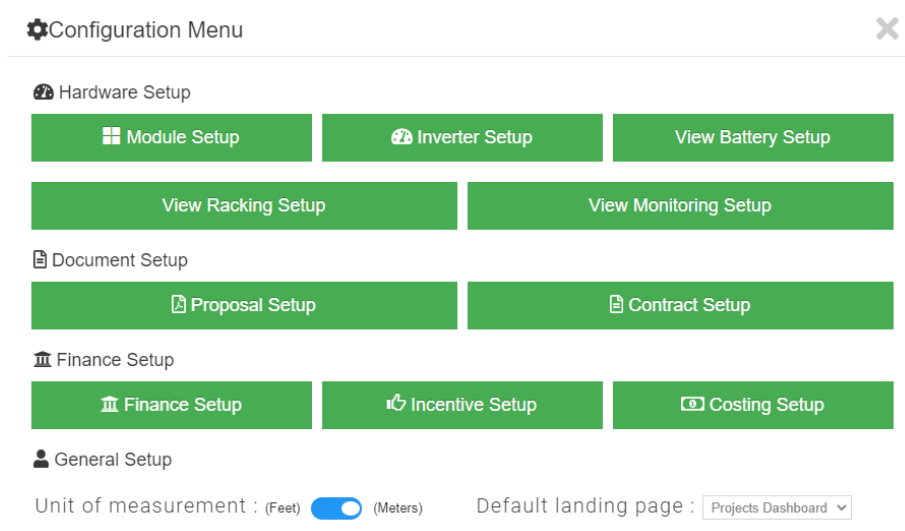 Configuration Menu
Hardware Setup
Module Setup Inverter Setup View Battery Setup
View Racking Setup View Monitoring Setup
Document Setup
Proposal Setup Contract Setup
Finance Setup
Finance Setup Incentive Setup Costing Setup
General Setup
Unit of measurement : (Feet) (Meters) Default landing page : Projects Dashboard